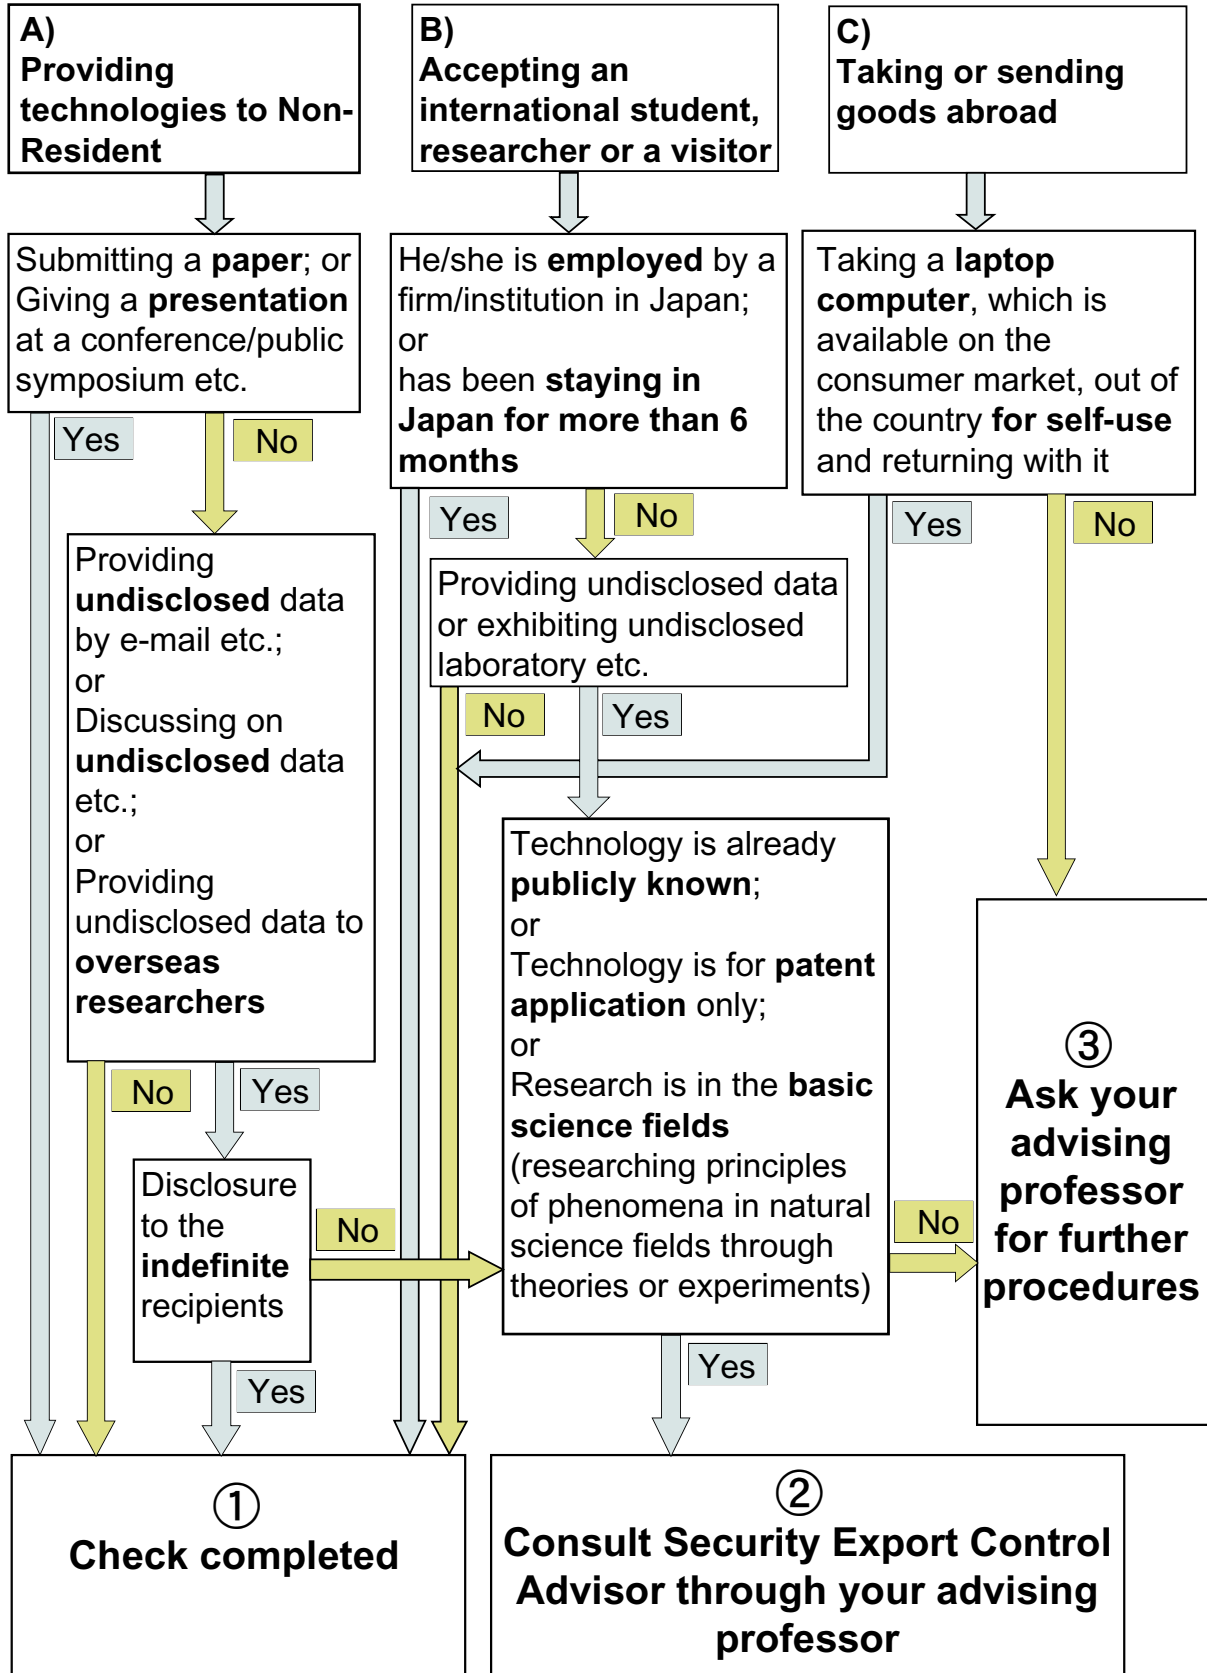 A)
Providing
technologies to Non-
Resident
B)
Accepting an
international student,
researcher or a visitor
C)
Taking or sending
goods abroad
Submitting a paper; or
Giving a presentation
at a conference/public
symposium etc.
Yes
No
He/she is employed by a
firm/institution in Japan;
or
has been staying in
Japan for more than 6
months
Yes
No
Taking a laptop
computer, which is
available on the
consumer market, out of
the country for self-use
and returning with it
Yes
No
Providing
undisclosed data
by e-mail etc.;
or
Discussing on
undisclosed data
etc.;
or
Providing
undisclosed data to
overseas
researchers
No
Yes
Providing undisclosed data
or exhibiting undisclosed
laboratory etc.
No
Yes
Disclosure
to the
indefinite
recipients
No
Yes
Technology is already
publicly known;
or
Technology is for patent
application only;
or
Research is in the basic
science fields
(researching principles
of phenomena in natural
science fields through
theories or experiments)
No
Yes
③
Ask your
advising
professor
for further
procedures
①
Check completed
②
Consult Security Export Control
Advisor through your advising
professor